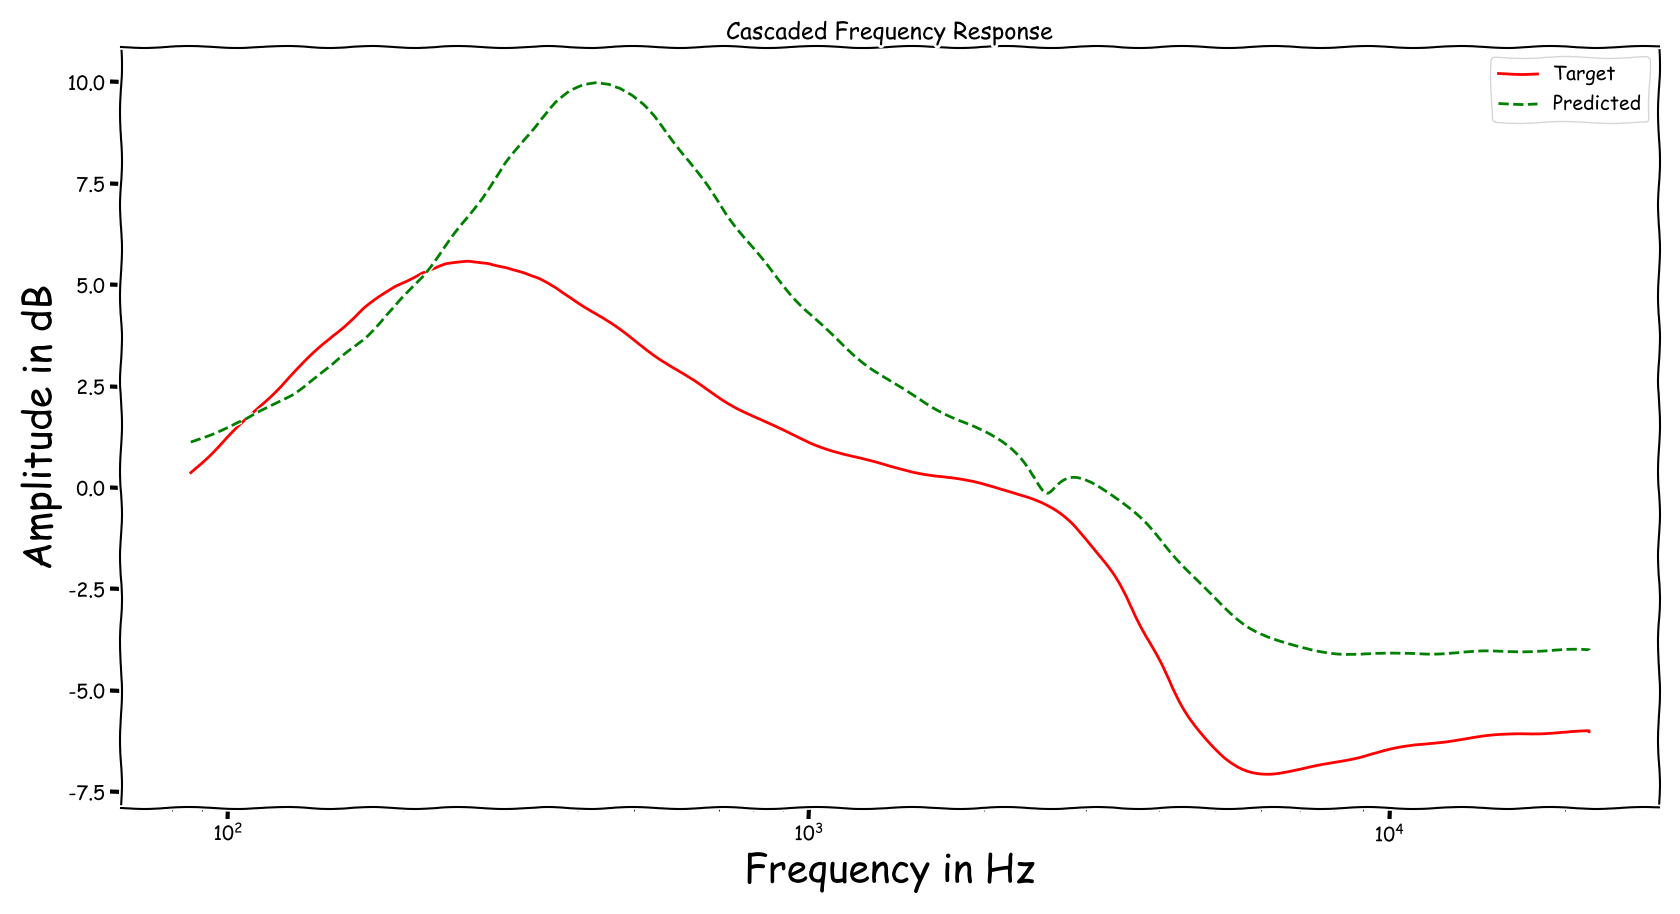 Cascaded Frequency Response
Target
Predicted
10.0
7.5
5.0
2.5
0.0
-2.5
-5.0
-7.5
Amplitude in dB
10²
10³
10⁴
Frequency in Hz